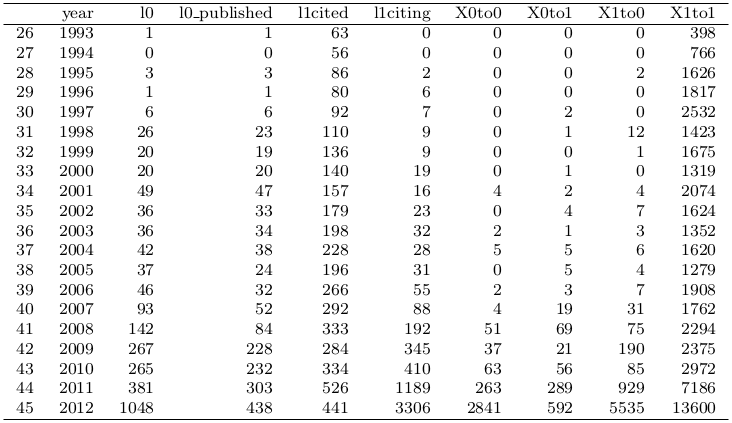 year l0 l0_published l1cited l1citing X0to0 X0to1 X1to0 X1to1
26 1993 1 1 63 0 0 0 0 398
27 1994 0 0 56 0 0 0 0 766
28 1995 3 3 86 2 0 0 2 1626
29 1996 1 1 80 6 0 0 0 1817
30 1997 6 6 92 7 0 2 0 2532
31 1998 26 23 110 9 0 1 12 1423
32 1999 20 19 136 9 0 0 1 1675
33 2000 20 20 140 19 0 1 0 1319
34 2001 49 47 157 16 4 2 4 2074
35 2002 36 33 179 23 0 4 7 1624
36 2003 36 34 198 32 2 1 3 1352
37 2004 42 38 228 28 5 5 6 1620
38 2005 37 24 196 31 0 5 4 1279
39 2006 46 32 266 55 2 3 7 1908
40 2007 93 52 292 88 4 19 31 1762
41 2008 142 84 333 192 51 69 75 2294
42 2009 267 228 284 345 37 21 190 2375
43 2010 265 232 334 410 63 56 85 2972
44 2011 381 303 526 1189 263 289 929 7186
45 2012 1048 438 441 3306 2841 592 5535 13600